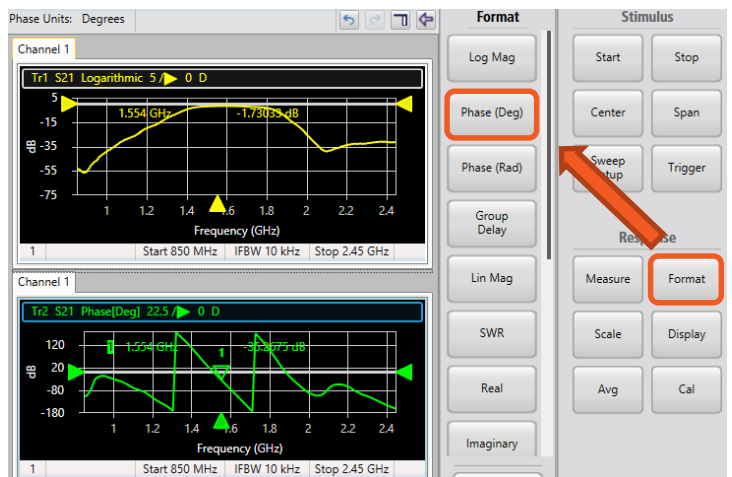 Phase Units: Degrees
Channel 1
Tr1 S21 Logarithmic 5 / 0 D
1.554 GHz -1.73033 dB
5
-15
-35
-55
-75
dB
1 1.2 1.4 1.6 1.8 2 2.2 2.4
Frequency (GHz)
1 Start 850 MHz IFBW 10 kHz Stop 2.45 GHz
Channel 1
Tr2 S21 Phase[Deg] 22.5 / 0 D
1 1.554 GHz
1
120
20
-80
-180
dB
1 1.2 1.4 1.6 1.8 2 2.2 2.4
Frequency (GHz)
1 Start 850 MHz IFBW 10 kHz Stop 2.45 GHz
Format
Log Mag
Phase (Deg)
Phase (Rad)
Group
Delay
Lin Mag
SWR
Real
Imaginary
Stimulus
Start Stop
Center Span
Sweep
Trigger
Measure Format
Scale Display
Avg Cal